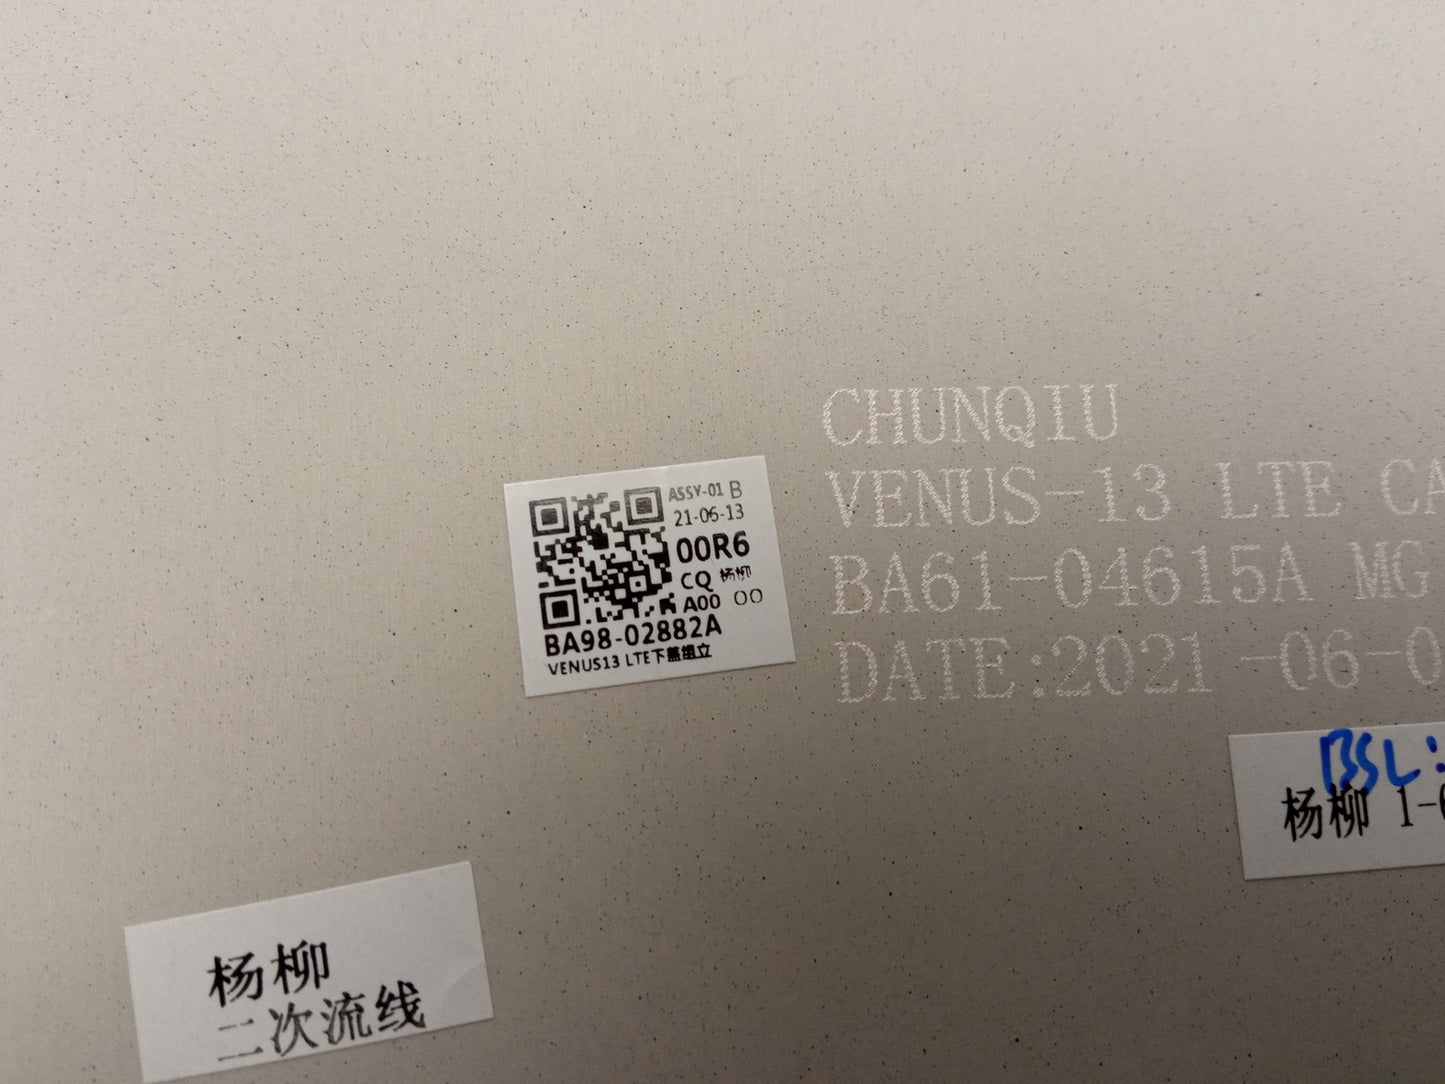 CHUNQIU
VENUS-13 LTE CA
BA61-04615A MG
DATE:2021-06-0
ASSY-01 B
21-06-13
00R6
CQ 杨柳
A00 OO
BA98-02882A
VENUS13 LTE下盖组立
BSL:
杨柳 1-
杨柳
二次流线